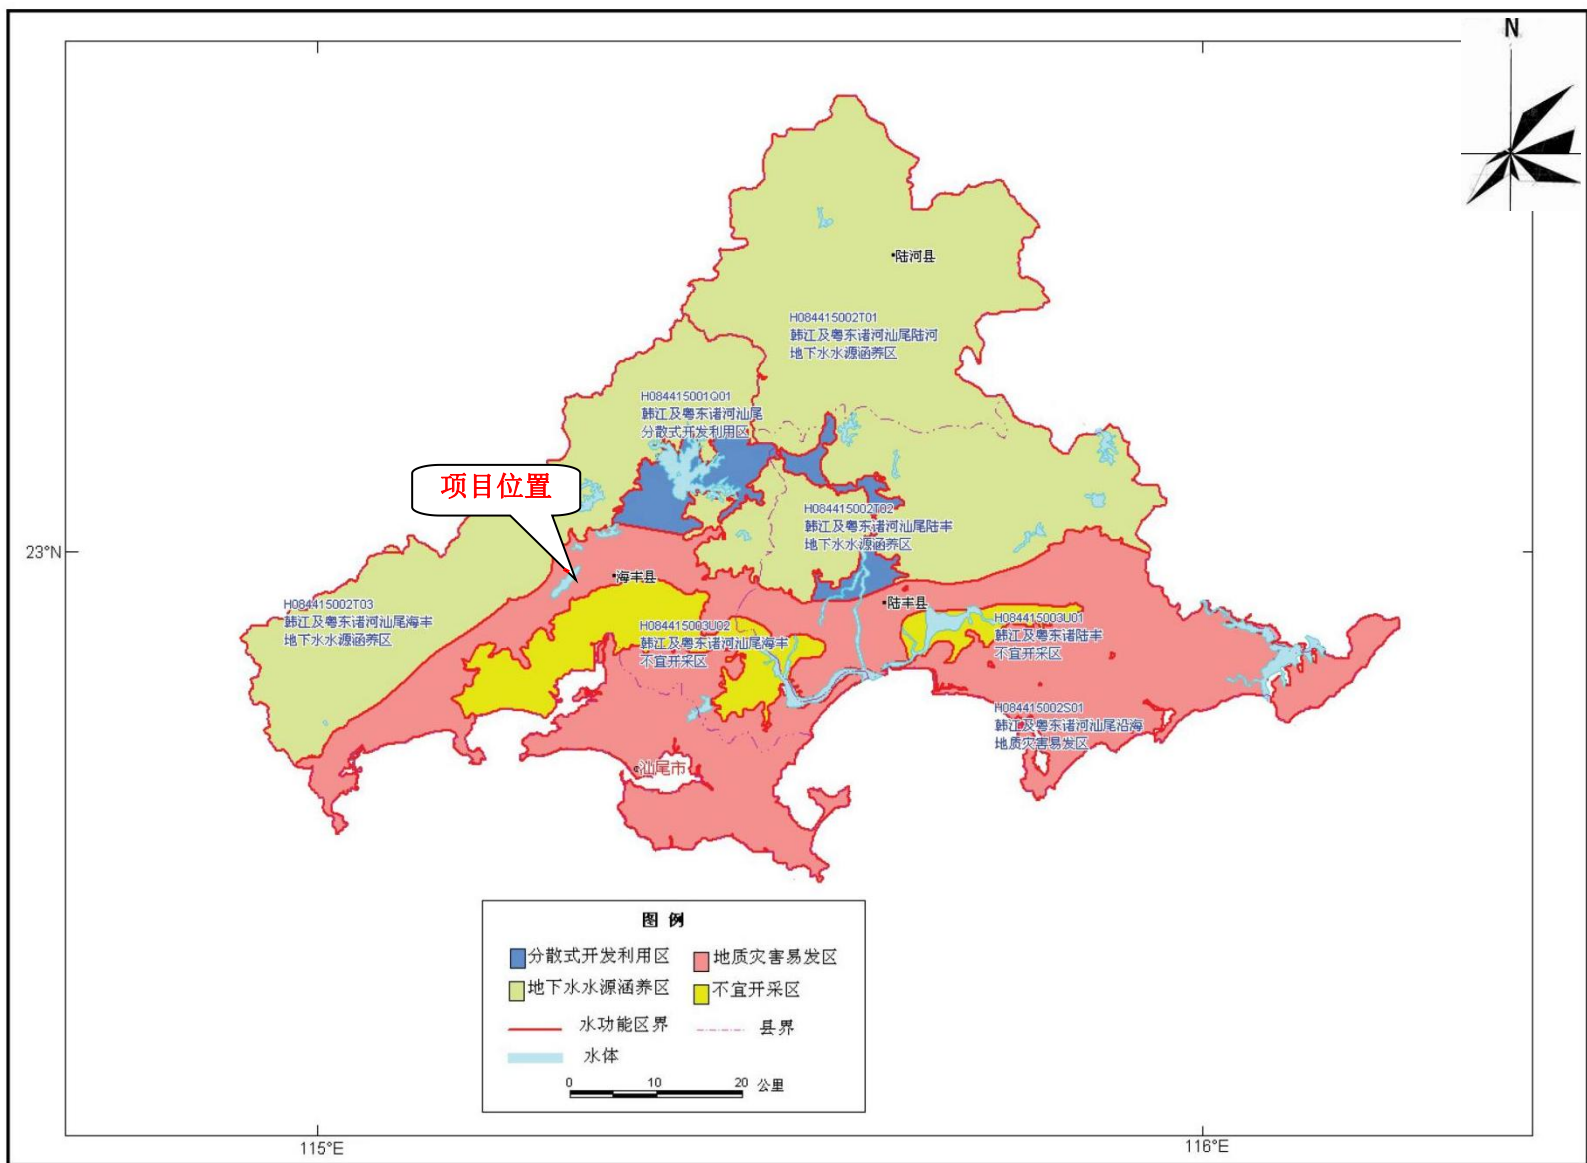 N
陆河县
H084415002T01
韩江及粤东诸河汕尾陆河
地下水水源涵养区
H084415001Q01
韩江及粤东诸河汕尾
分散式开发利用区
项目位置
H084415002T02
韩江及粤东诸河汕尾陆丰
地下水水源涵养区
23°N
海丰县
陆丰县
H084415002T03
韩江及粤东诸河汕尾海丰
地下水水源涵养区
H084415003U02
韩江及粤东诸河汕尾海丰
不宜开采区
H084415003U01
韩江及粤东诸陆丰
不宜开采区
H084415002S01
韩江及粤东诸河汕尾沿海
地质灾害易发区
汕尾市
图 例
分散式开发利用区
地质灾害易发区
地下水水源涵养区
不宜开采区
水功能区界
县界
水体
0 10 20 公里
115°E
116°E